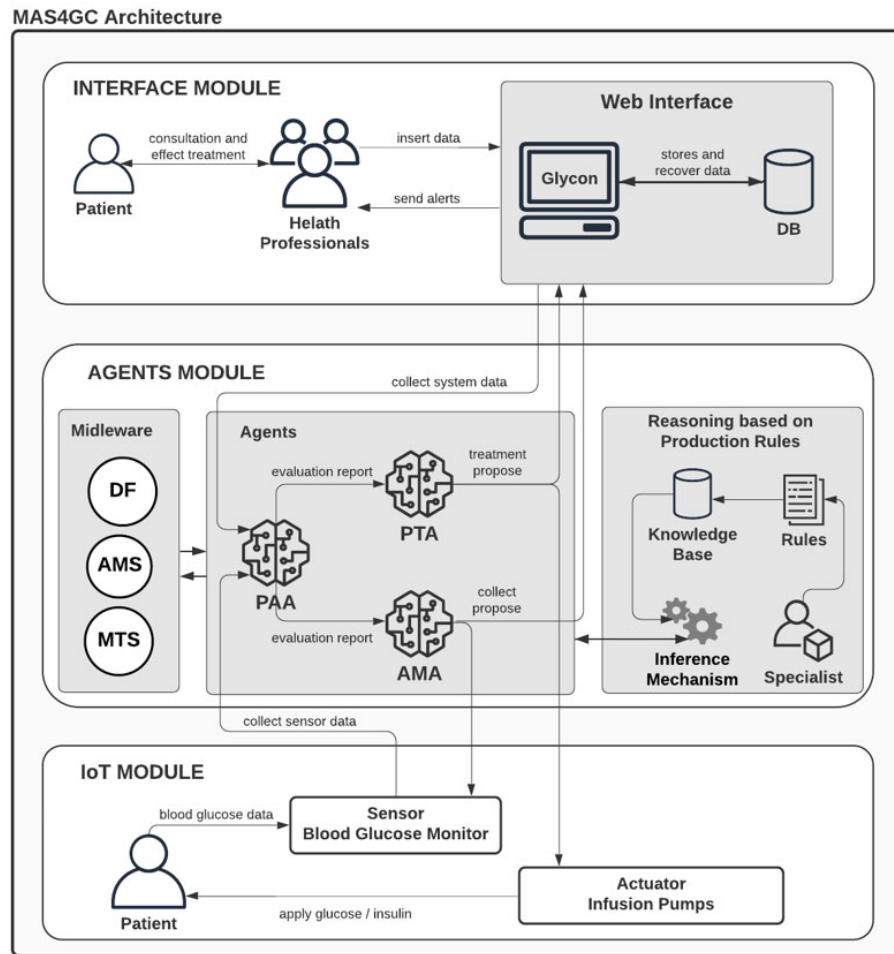 MAS4GC Architecture
INTERFACE MODULE
Web Interface
consultation and
effect treatment
insert data
Glycon
stores and
recover data
send alerts
Patient
Helath
Professionals
DB
AGENTS MODULE
collect system data
Midleware
Agents
Reasoning based on
Production Rules
DF
AMS
MTS
evaluation report
treatment
propose
PTA
PAA
collect
propose
evaluation report
AMA
Knowledge
Base
Rules
Inference
Mechanism
Specialist
collect sensor data
IoT MODULE
blood glucose data
Sensor
Blood Glucose Monitor
Patient
apply glucose / insulin
Actuator
Infusion Pumps